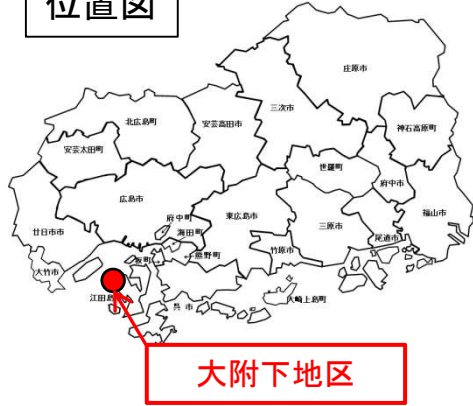 位置図
庄原市
三次市
北広島町
安芸高田市
神石高原町
安芸太田町
世羅町
府中市
広島市
府中町
東広島市
三原市
福山市
海田町
尾道市
廿日市市
熊野町
竹原市
坂町
大竹市
江田島市
呉市
大崎上島町
大附下地区